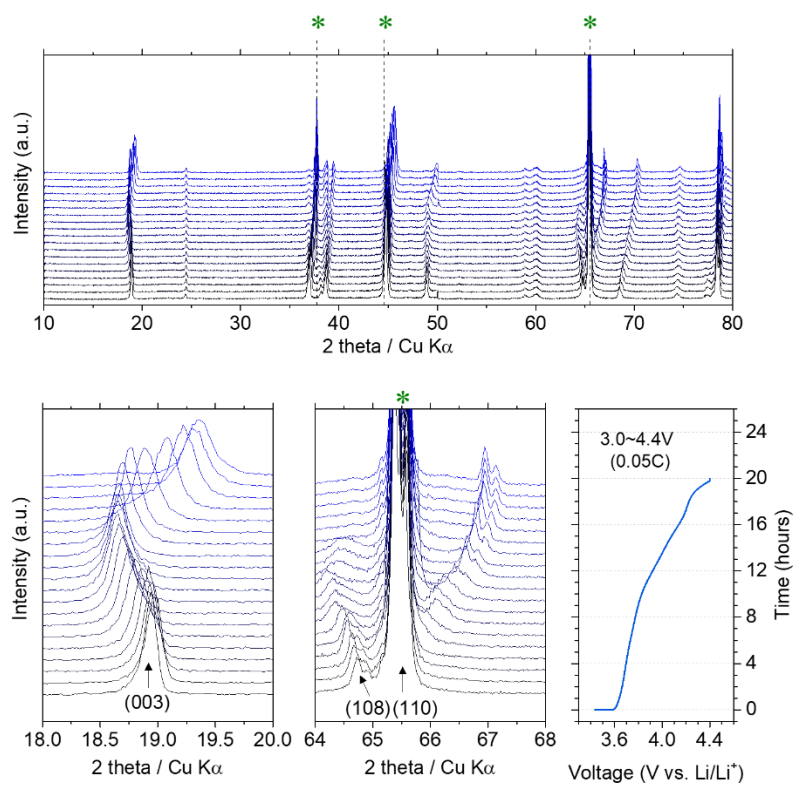 * * *
Intensity (a.u.)
10 20 30 40 50 60 70 80
2 theta / Cu Kα
*
Intensity (a.u.)
(003)
18.0 18.5 19.0 19.5 20.0
2 theta / Cu Kα
(108) (110)
64 65 66 67 68
2 theta / Cu Kα
3.0~4.4V
(0.05C)
24
20
16
12
8
4
0
Time (hours)
3.6 4.0 4.4
Voltage (V vs. Li/Li⁺)